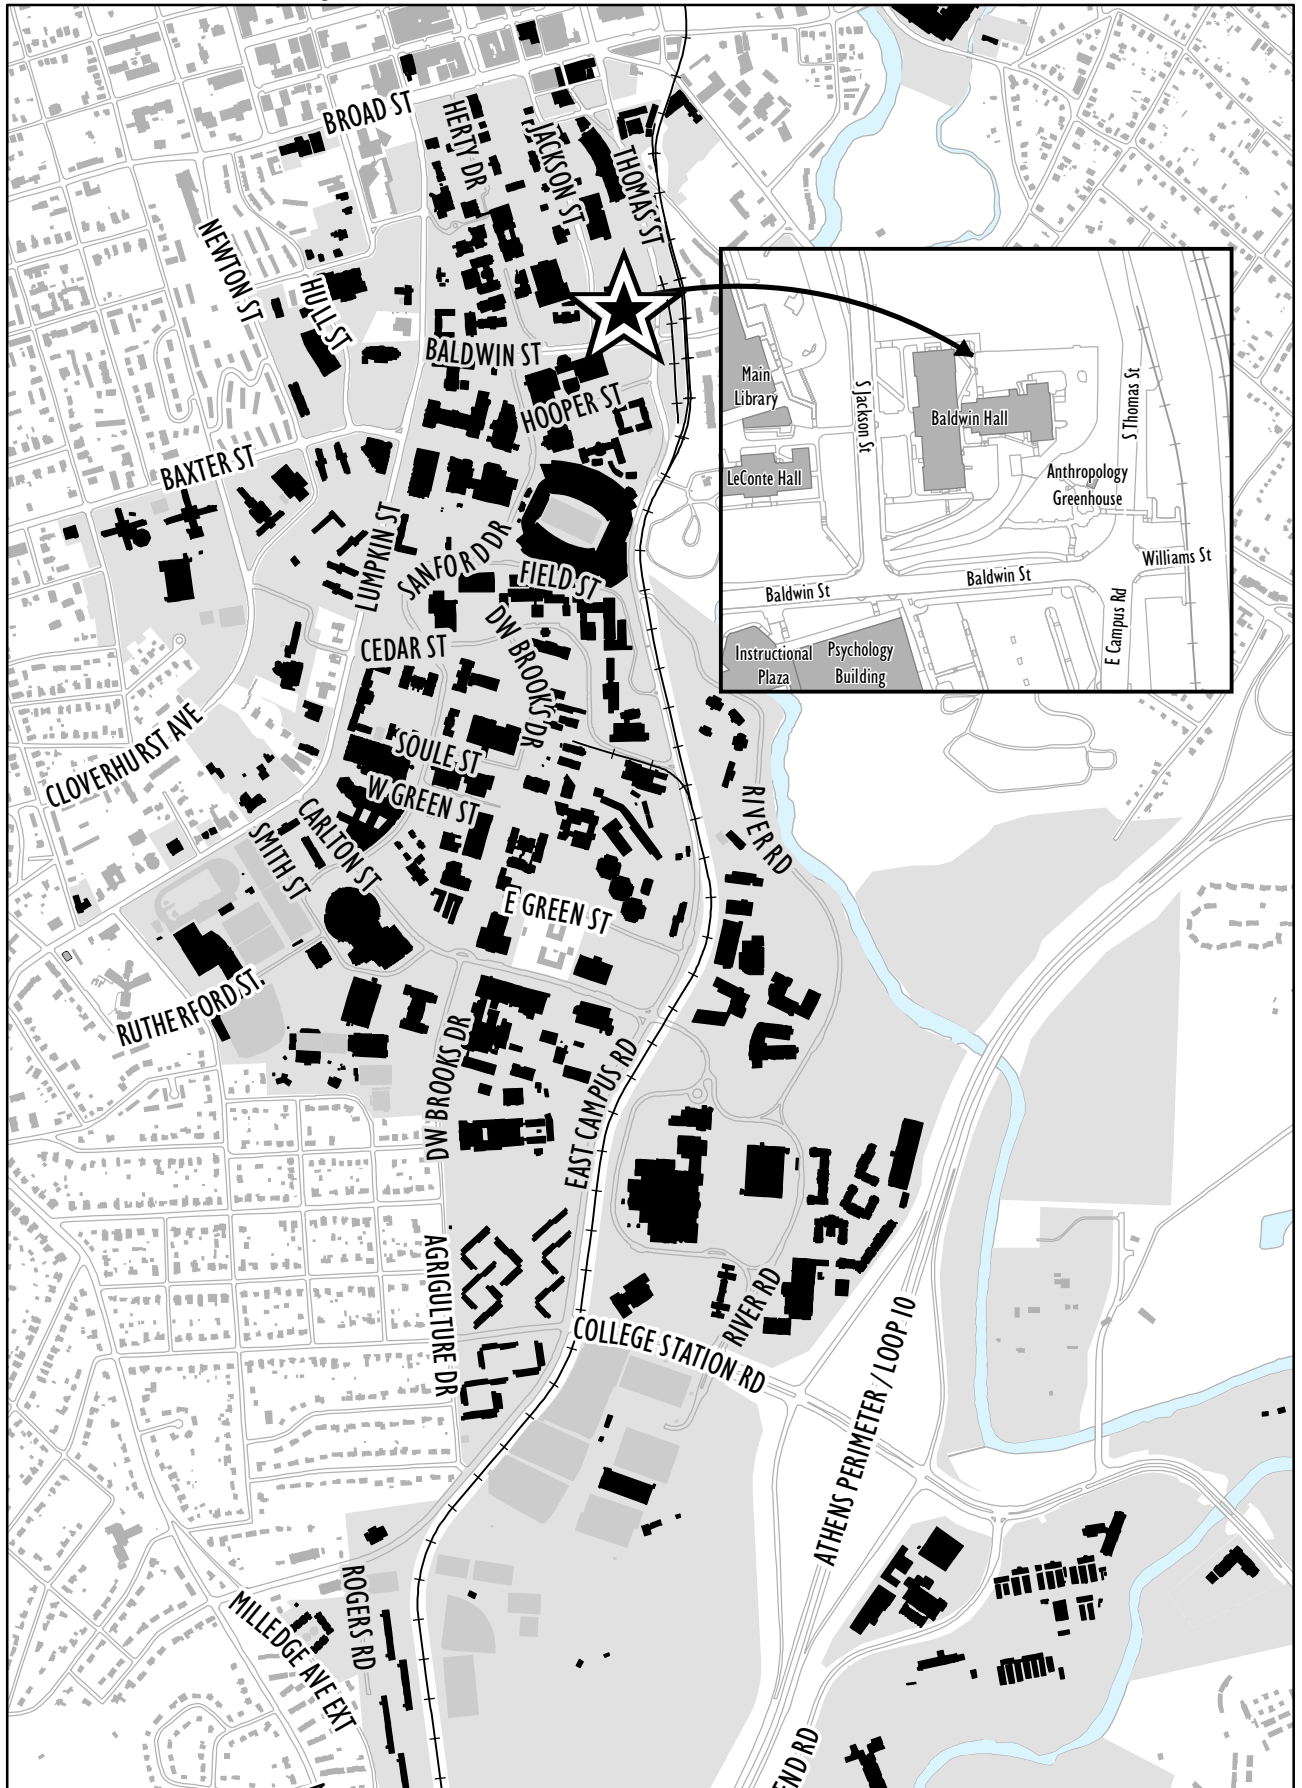 BROAD ST
HERTY DR
JACKSON ST
THOMAS ST
NEWTON ST
HULL ST
BALDWIN ST
HOOPER ST
BAXTER ST
LUMPKIN ST
SANFORD DR
FIELD ST
CEDAR ST
DW BROOKS DR
SOULE ST
W GREEN ST
CLOVERHURST AVE
CARLTON ST
SMITH ST
RIVER RD
E GREEN ST
RUTHERFORD ST.
DW BROOKS DR
EAST CAMPUS RD
AGRIGULTURE DR
RIVER RD
COLLEGE STATION RD
ATHENS PERIMETER / LOOP 10
ROGERS RD
MILLEDGE AVE EXT
END RD
Main
Library
S Jackson St
Baldwin Hall
S Thomas St
LeConte Hall
Anthropology
Greenhouse
Williams St
Baldwin St
Baldwin St
E Campus Rd
Instructional
Plaza
Psychology
Building